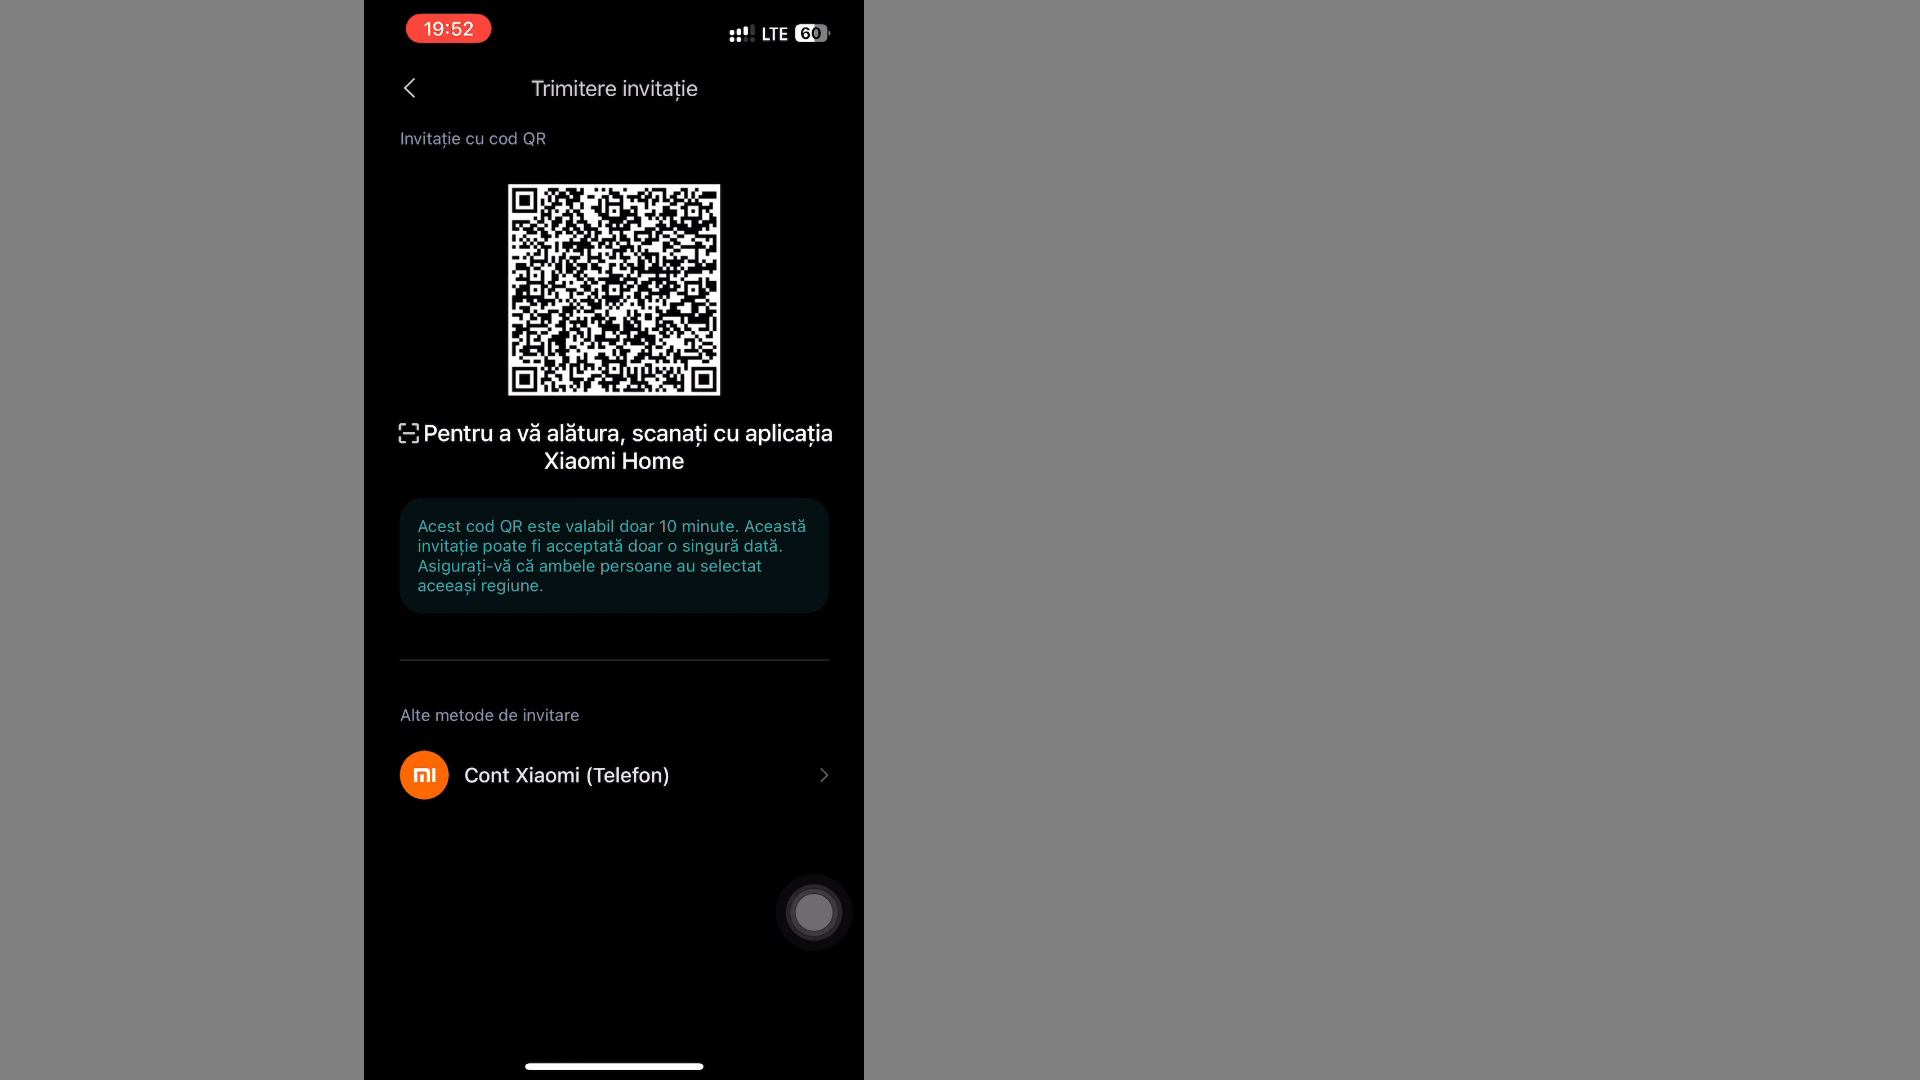 19:52
LTE 60
Trimitere invitație
Invitație cu cod QR
Pentru a vă alătura, scanați cu aplicația
Xiaomi Home
Acest cod QR este valabil doar 10 minute. Această
invitație poate fi acceptată doar o singură dată.
Asigurați-vă că ambele persoane au selectat
aceeași regiune.
Alte metode de invitare
mi Cont Xiaomi (Telefon)